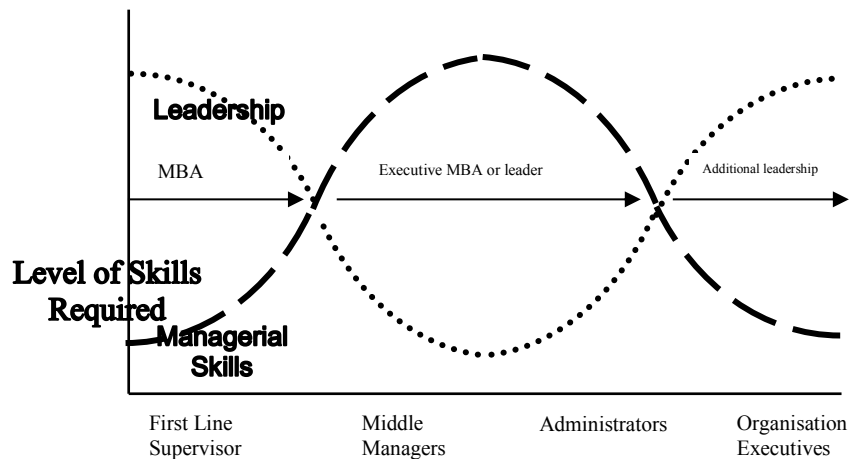 Leadership
MBA
Executive MBA or leader
Additional leadership
Level of Skills
Required
Managerial
Skills
First Line
Supervisor
Middle
Managers
Administrators
Organisation
Executives